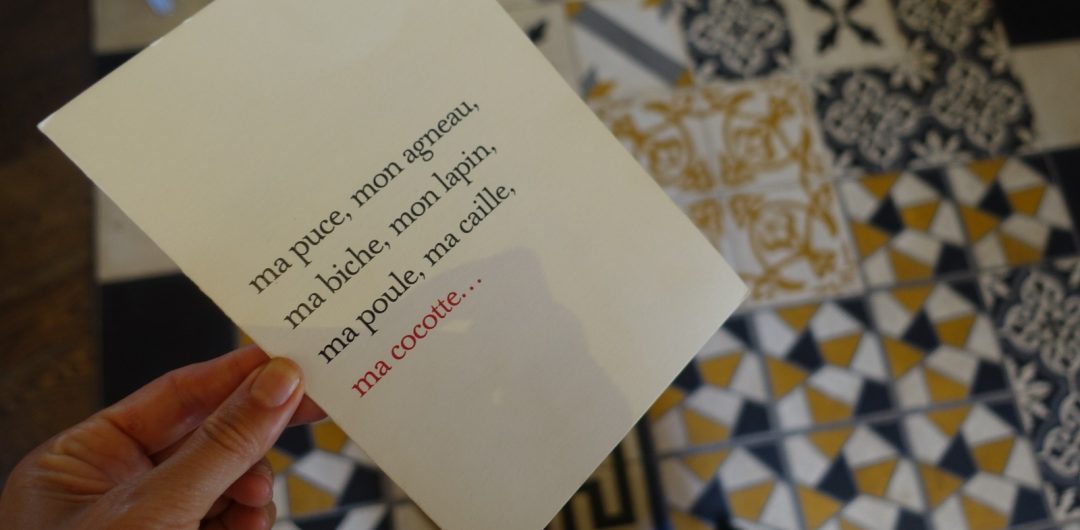 ma puce, mon agneau,
ma biche, mon lapin,
ma poule, ma caille,
ma cocotte...